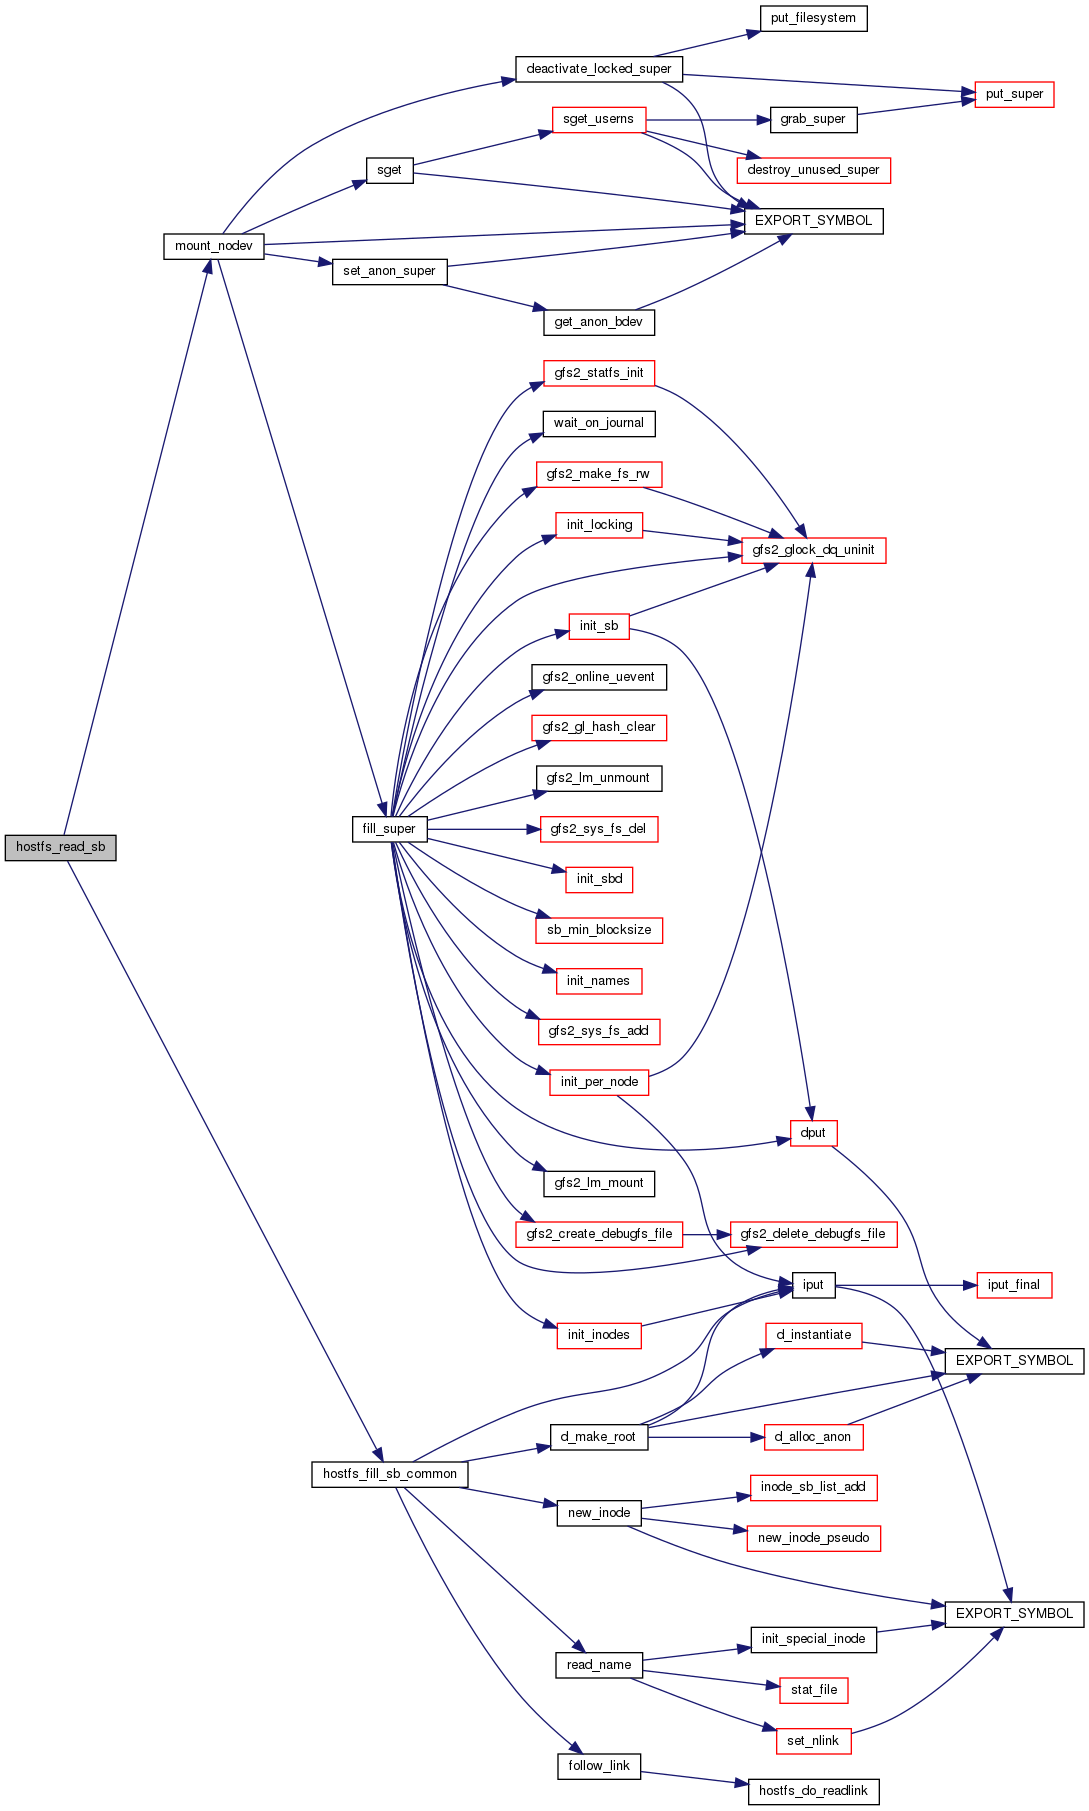 put_filesystem
deactivate_locked_super
put_super
sget_userns
grab_super
destroy_unused_super
sget
EXPORT_SYMBOL
mount_nodev
set_anon_super
get_anon_bdev
gfs2_statfs_init
wait_on_journal
gfs2_make_fs_rw
init_locking
gfs2_glock_dq_uninit
init_sb
gfs2_online_uevent
gfs2_gl_hash_clear
gfs2_lm_unmount
fill_super
gfs2_sys_fs_del
hostfs_read_sb
init_sbd
sb_min_blocksize
init_names
gfs2_sys_fs_add
init_per_node
dput
gfs2_lm_mount
gfs2_create_debugfs_file
gfs2_delete_debugfs_file
iput
iput_final
init_inodes
d_instantiate
EXPORT_SYMBOL
d_make_root
d_alloc_anon
hostfs_fill_sb_common
inode_sb_list_add
new_inode
new_inode_pseudo
EXPORT_SYMBOL
init_special_inode
read_name
stat_file
set_nlink
follow_link
hostfs_do_readlink